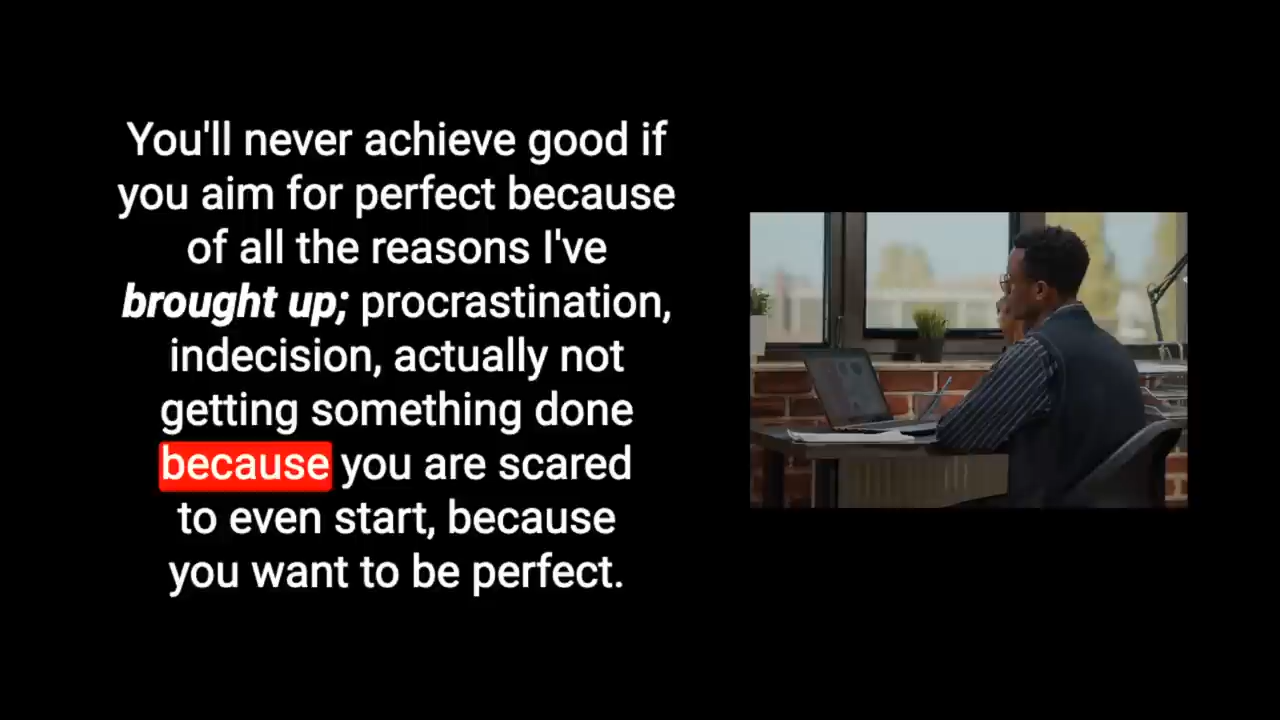 You'll never achieve good if
you aim for perfect because
of all the reasons I've
brought up; procrastination,
indecision, actually not
getting something done
because you are scared
to even start, because
you want to be perfect.